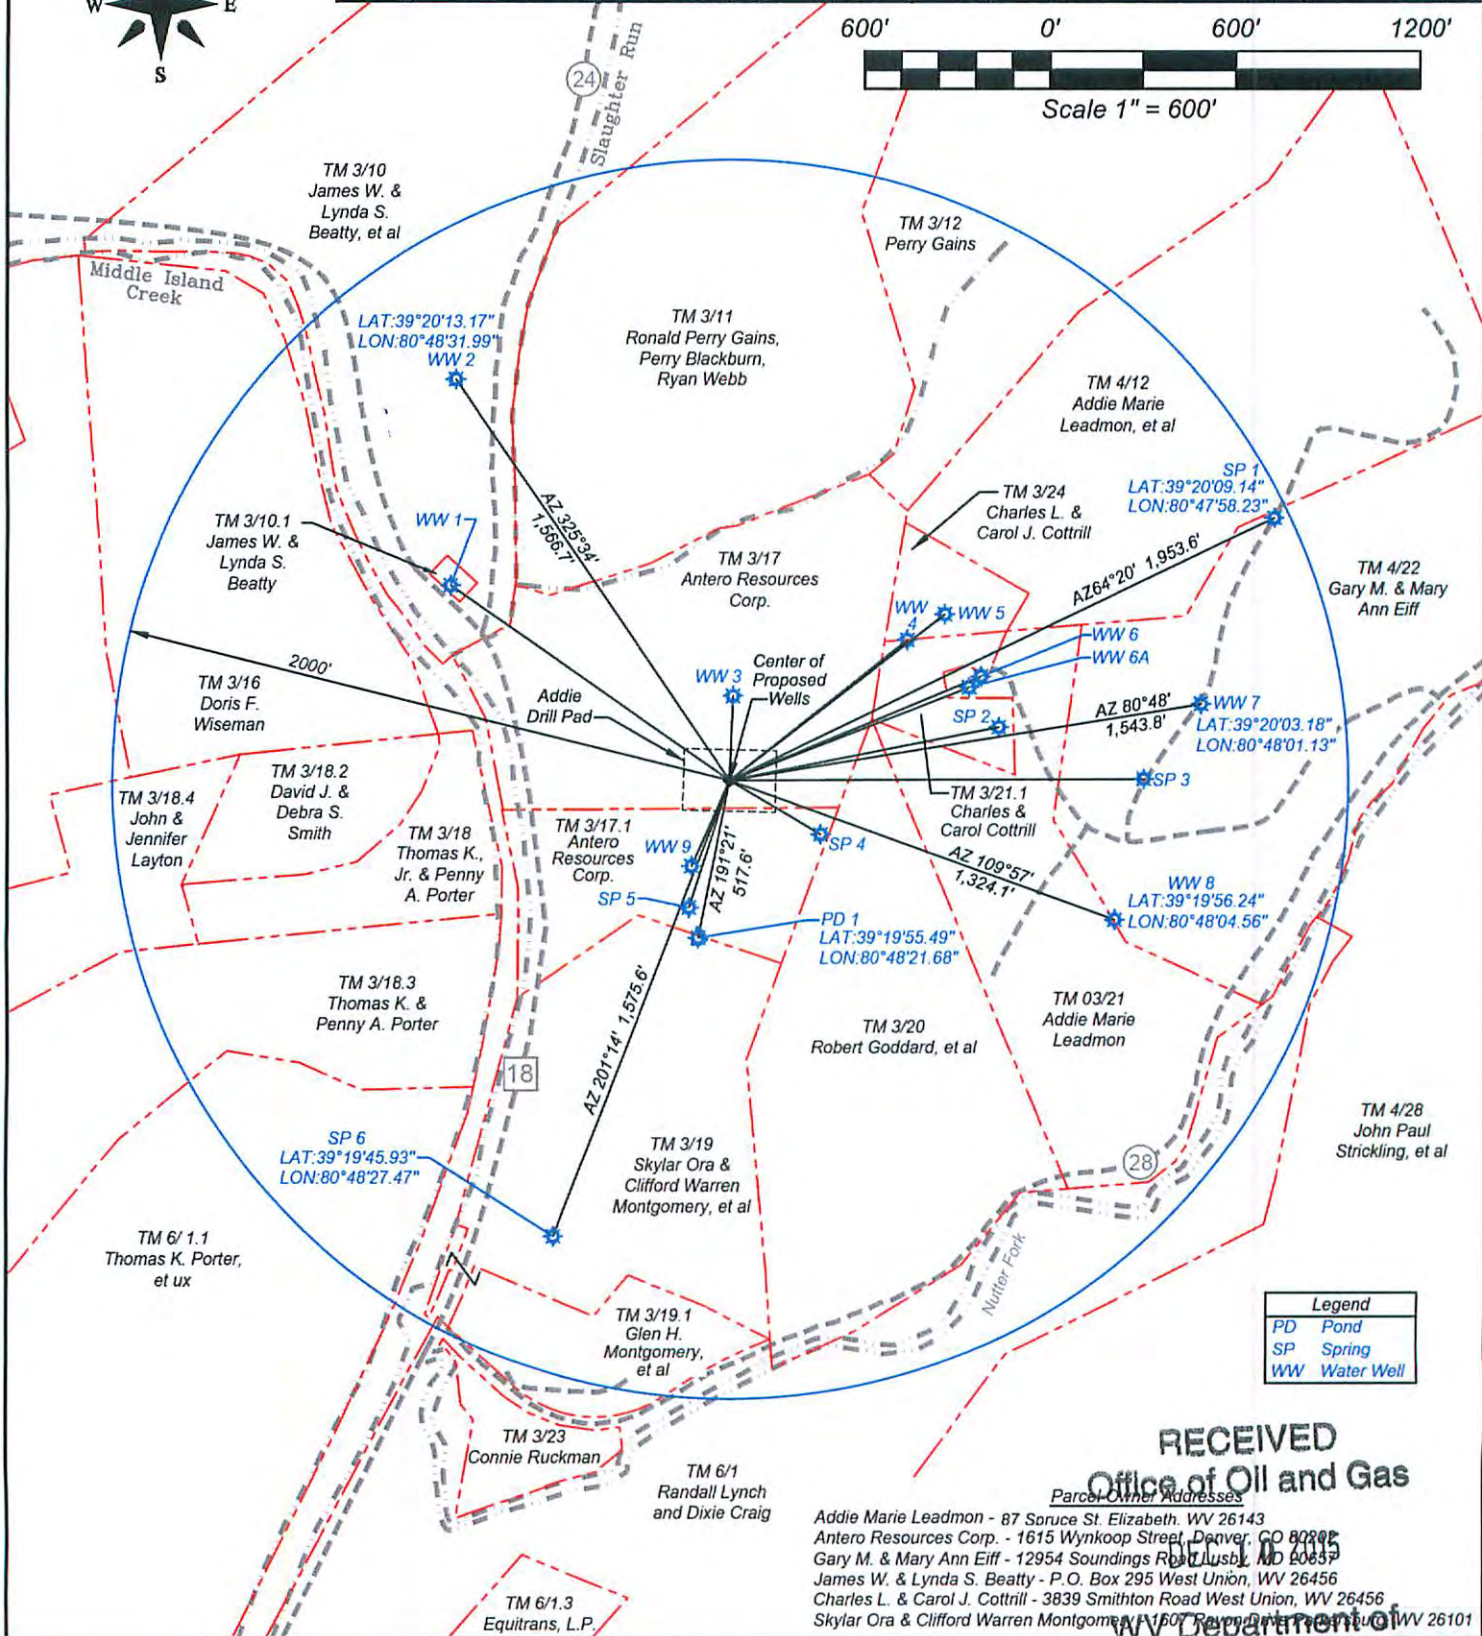 W E
S
600' 0' 600' 1200'
Scale 1" = 600'
24
Slaughter Run
TM 3/10
James W. &
Lynda S.
Beatty, et al
Middle Island
Creek
TM 3/12
Perry Gains
LAT:39°20'13.17"
LON:80°48'31.99"
WW 2
TM 3/11
Ronald Perry Gains,
Perry Blackburn,
Ryan Webb
TM 4/12
Addie Marie
Leadmon, et al
SP 1
LAT:39°20'09.14"
LON:80°47'58.23"
TM 3/24
Charles L. &
Carol J. Cottrill
AZ 325°34'
1,566.7'
TM 3/10.1
James W. &
Lynda S.
Beatty
WW 1
TM 3/17
Antero Resources
Corp.
AZ64°20' 1,953.6'
TM 4/22
Gary M. & Mary
Ann Eiff
WW
4
WW 5
WW 6
WW 6A
2000'
WW 3
Center of
Proposed
Wells
TM 3/16
Doris F.
Wiseman
Addie
Drill Pad
SP 2
AZ 80°48'
1,543.8'
WW 7
LAT:39°20'03.18"
LON:80°48'01.13"
TM 3/18.2
David J. &
Debra S.
Smith
SP 3
TM 3/18.4
John &
Jennifer
Layton
TM 3/21.1
Charles &
Carol Cottrill
TM 3/18
Thomas K.,
Jr. & Penny
A. Porter
TM 3/17.1
Antero
Resources
Corp.
WW 9
SP 4
AZ 191°21'
517.6'
AZ 109°57'
1,324.1'
SP 5
WW 8
LAT:39°19'56.24"
LON:80°48'04.56"
PD 1
LAT:39°19'55.49"
LON:80°48'21.68"
TM 3/18.3
Thomas K. &
Penny A. Porter
AZ 201°14' 1,575.6'
TM 3/20
Robert Goddard, et al
TM 03/21
Addie Marie
Leadmon
18
SP 6
LAT:39°19'45.93"
LON:80°48'27.47"
TM 3/19
Skylar Ora &
Clifford Warren
Montgomery, et al
28
TM 4/28
John Paul
Strickling, et al
TM 6/ 1.1
Thomas K. Porter,
et ux
Nutter Fork
TM 3/19.1
Glen H.
Montgomery,
et al
Legend
PD Pond
SP Spring
WW Water Well
TM 3/23
Connie Ruckman
TM 6/1
Randall Lynch
and Dixie Craig
TM 6/1.3
Equitrans, L.P.
RECEIVED
Office of Oil and Gas
Parcel Owner Addresses
Addie Marie Leadmon - 87 Spruce St. Elizabeth. WV 26143
Antero Resources Corp. - 1615 Wynkoop Street, Denver, CO 80202
Gary M. & Mary Ann Eiff - 12954 Soundings Road Lusby, MD 20657
DEC 10 2015
James W. & Lynda S. Beatty - P.O. Box 295 West Union, WV 26456
Charles L. & Carol J. Cottrill - 3839 Smithton Road West Union, WV 26456
Skylar Ora & Clifford Warren Montgomery - 1607 Drive Parkersburg, WV 26101
WV Department of